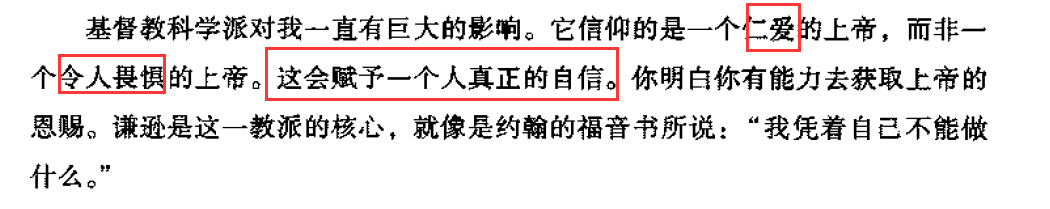 基督教科学派对我一直有巨大的影响。它信仰的是一个仁爱的上帝，而非一
个令人畏惧的上帝。这会赋予一个人真正的自信。你明白你有能力去获取上帝的
恩赐。谦逊是这一教派的核心，就像是约翰的福音书所说：“我凭着自己不能做
什么。”